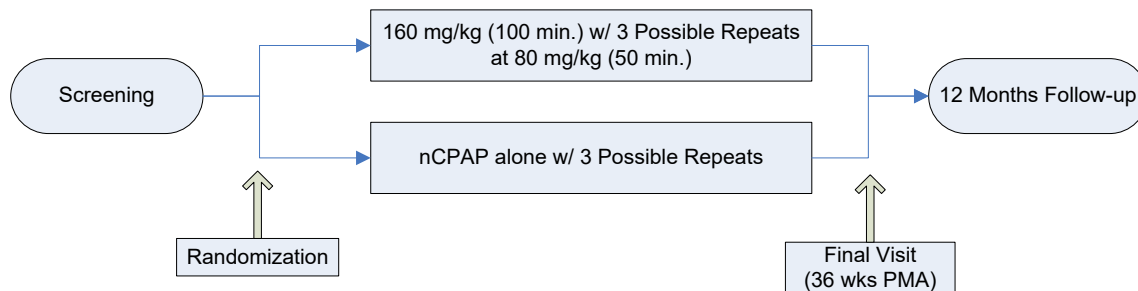 Screening
160 mg/kg (100 min.) w/ 3 Possible Repeats
at 80 mg/kg (50 min.)
12 Months Follow-up
nCPAP alone w/ 3 Possible Repeats
Randomization
Final Visit
(36 wks PMA)